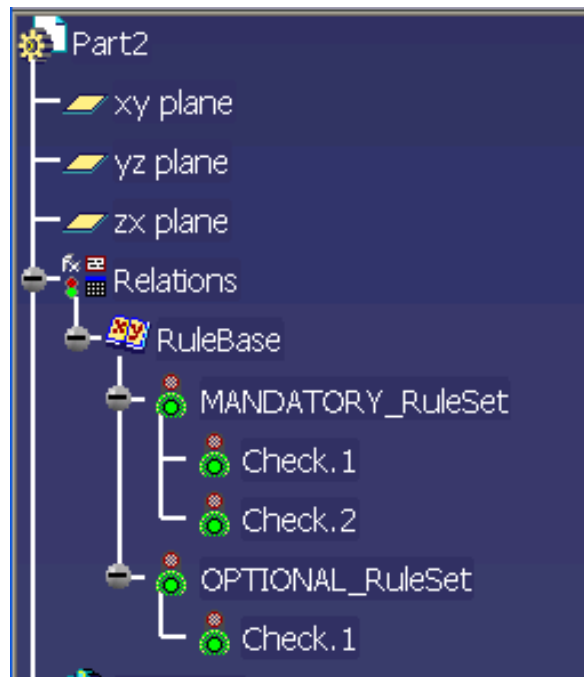 Part2
xy plane
yz plane
zx plane
Relations
RuleBase
MANDATORY_RuleSet
Check.1
Check.2
OPTIONAL_RuleSet
Check.1